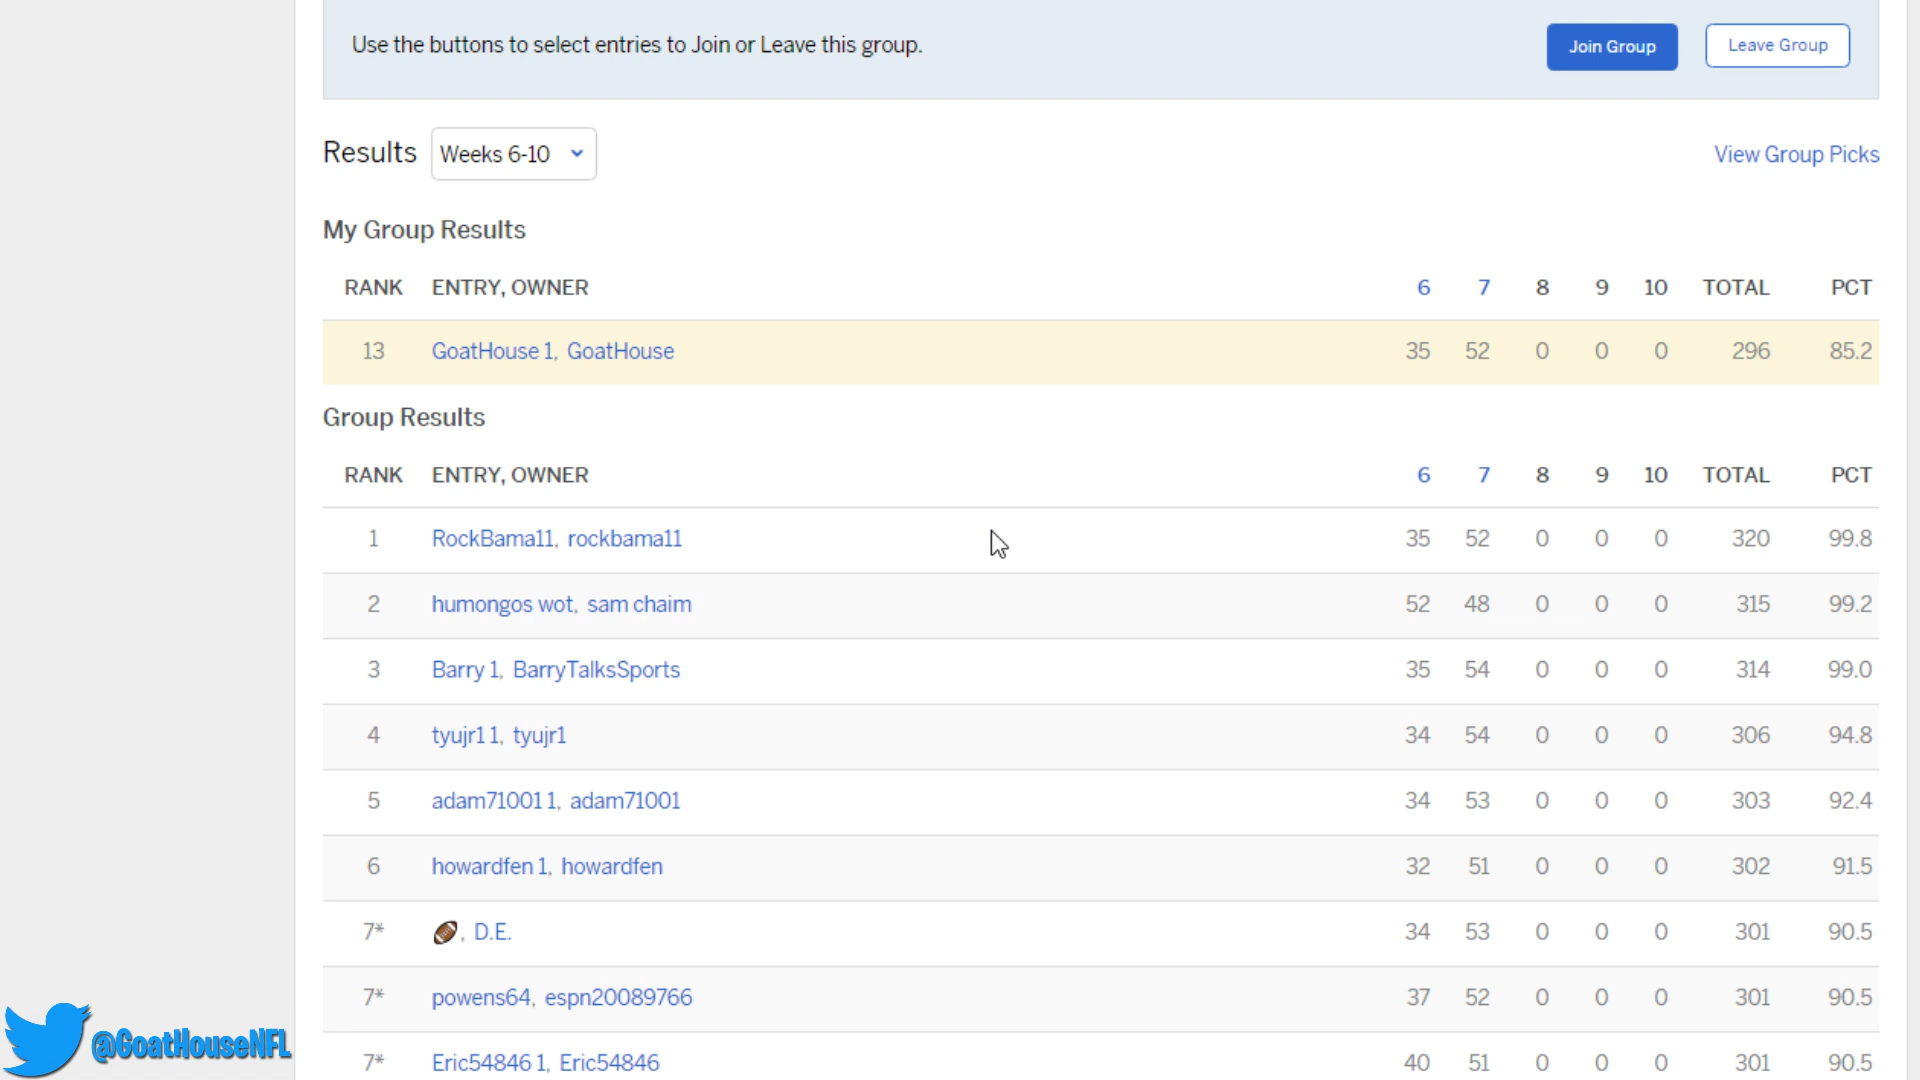 Use the buttons to select entries to Join or Leave this group. Join Group Leave Group
Results Weeks 6-10 View Group Picks
My Group Results
RANK ENTRY, OWNER 6 7 8 9 10 TOTAL PCT
13 GoatHouse 1, GoatHouse 35 52 0 0 0 296 85.2
Group Results
RANK ENTRY, OWNER 6 7 8 9 10 TOTAL PCT
1 RockBama11, rockbama11 35 52 0 0 0 320 99.8
2 humongos wot, sam chaim 52 48 0 0 0 315 99.2
3 Barry 1, BarryTalksSports 35 54 0 0 0 314 99.0
4 tyujr1 1, tyujr1 34 54 0 0 0 306 94.8
5 adam71001 1, adam71001 34 53 0 0 0 303 92.4
6 howardfen 1, howardfen 32 51 0 0 0 302 91.5
7* 🏈, D.E. 34 53 0 0 0 301 90.5
7* powens64, espn20089766 37 52 0 0 0 301 90.5
7* Eric54846 1, Eric54846 40 51 0 0 0 301 90.5
@GoatHouseNFL